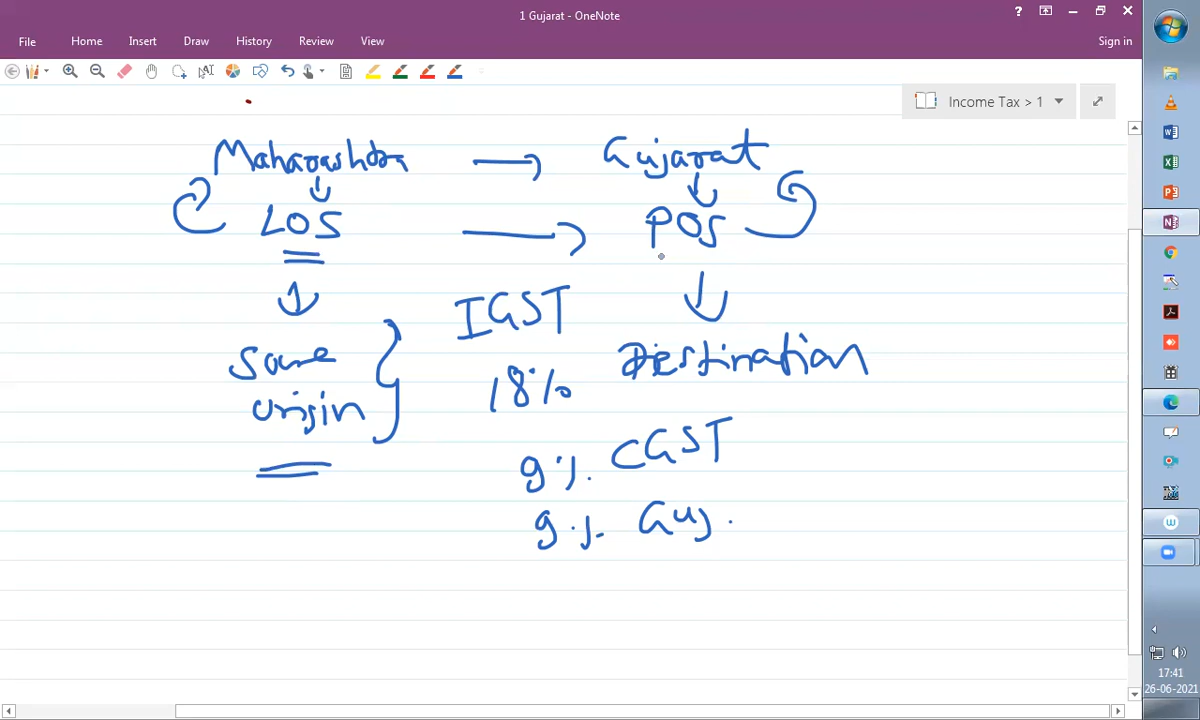 1 Gujarat - OneNote
File Home Insert Draw History Review View Sign in
Income Tax > 1
Maharashtra → Gujarat
LOS → POS
IGST
Some Destination
18%
origin
9% CGST
9% Guj.
17:41
26-06-2021